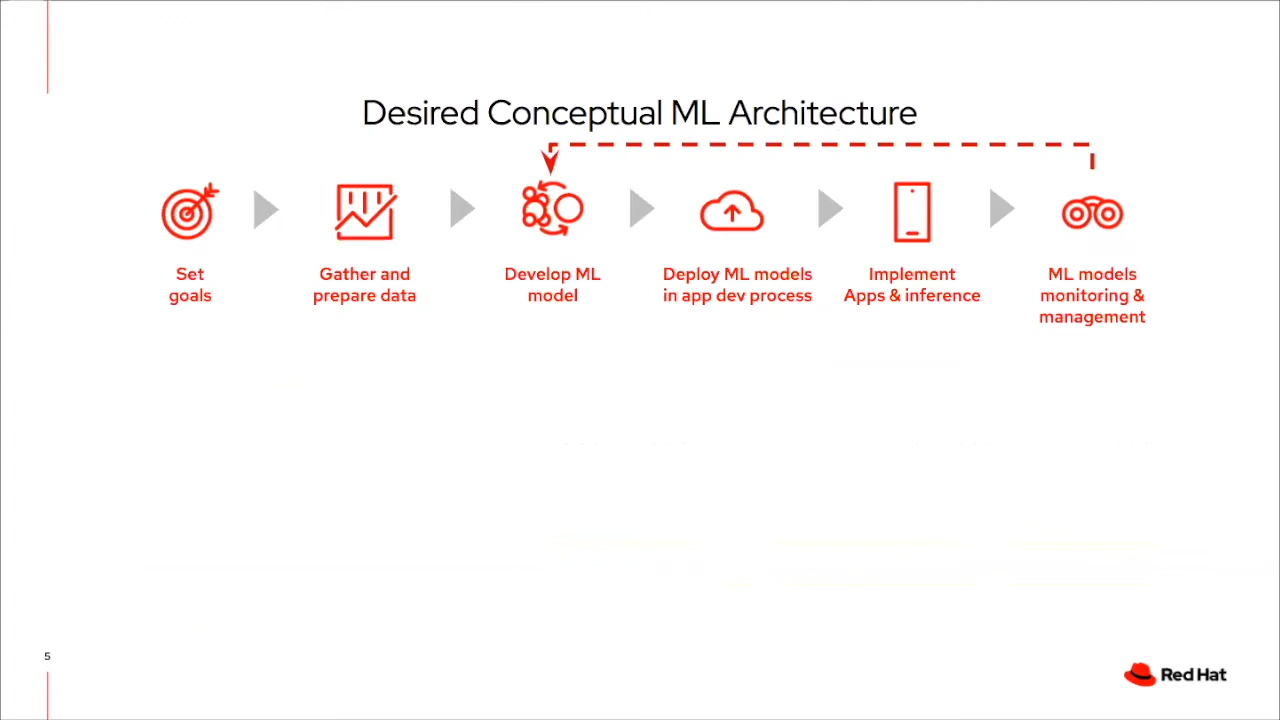 Desired Conceptual ML Architecture
Set
goals
Gather and
prepare data
Develop ML
model
Deploy ML models
in app dev process
Implement
Apps & inference
ML models
monitoring &
management
5
Red Hat